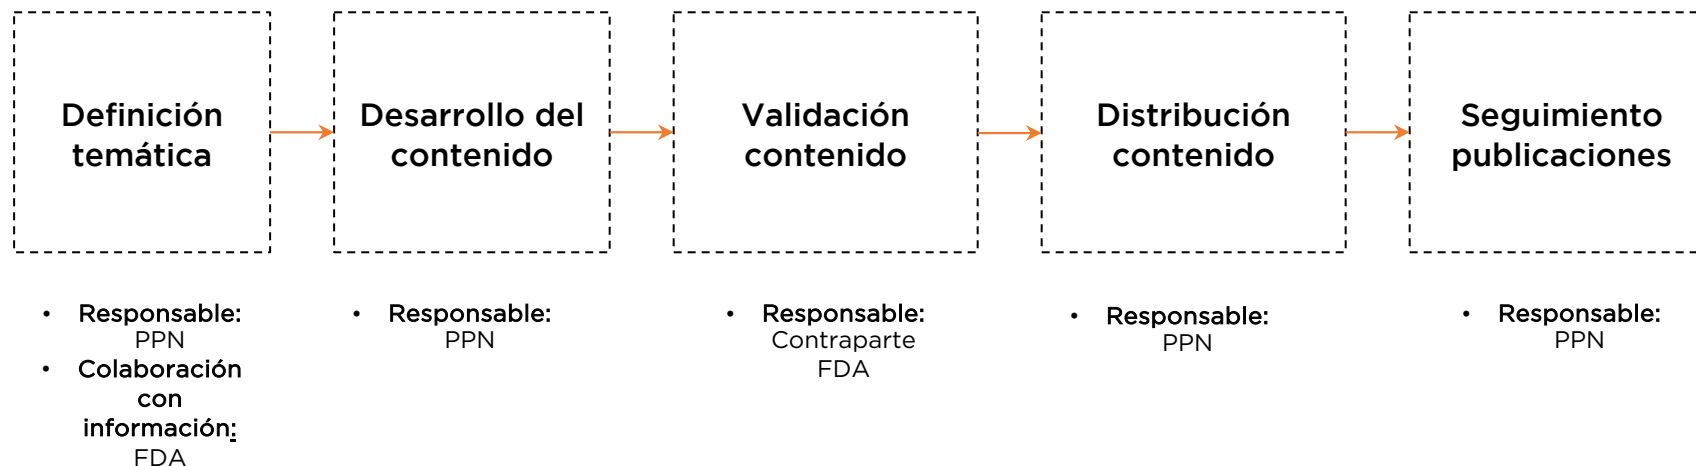 Definición
temática
Desarrollo del
contenido
Validación
contenido
Distribución
contenido
Seguimiento
publicaciones
• Responsable:
PPN
• Colaboración
con
información:
FDA
• Responsable:
PPN
• Responsable:
Contraparte
FDA
• Responsable:
PPN
• Responsable:
PPN